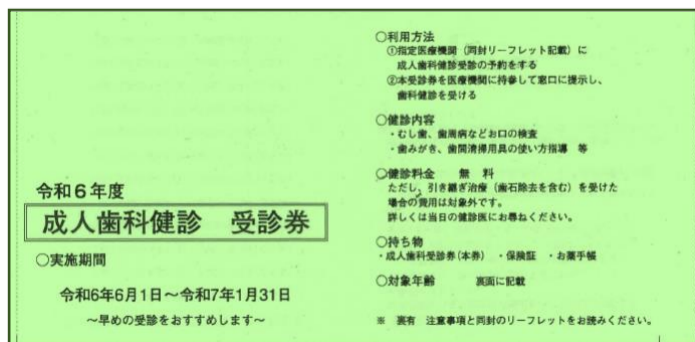 令和6年度
成人歯科健診 受診券
○実施期間
令和6年6月1日~令和7年1月31日
~早めの受診をおすすめします~
○利用方法
①指定医療機関(同封リーフレット記載)に
成人歯科健診受診の予約をする
②本受診券を医療機関に持参して窓口に提示し、
歯科健診を受ける
○健診内容
・むし歯、歯周病などお口の検査
・歯みがき、歯間清掃用具の使い方指導 等
○健診料金 無 料
ただし、引き継ぎ治療(歯石除去を含む)を受けた
場合の費用は対象外です。
詳しくは当日の健診医にお尋ねください。
○持ち物
・成人歯科受診券(本券) ・保険証 ・お薬手帳
○対象年齢 裏面に記載
※ 裏有 注意事項と同封のリーフレットをお読みください。